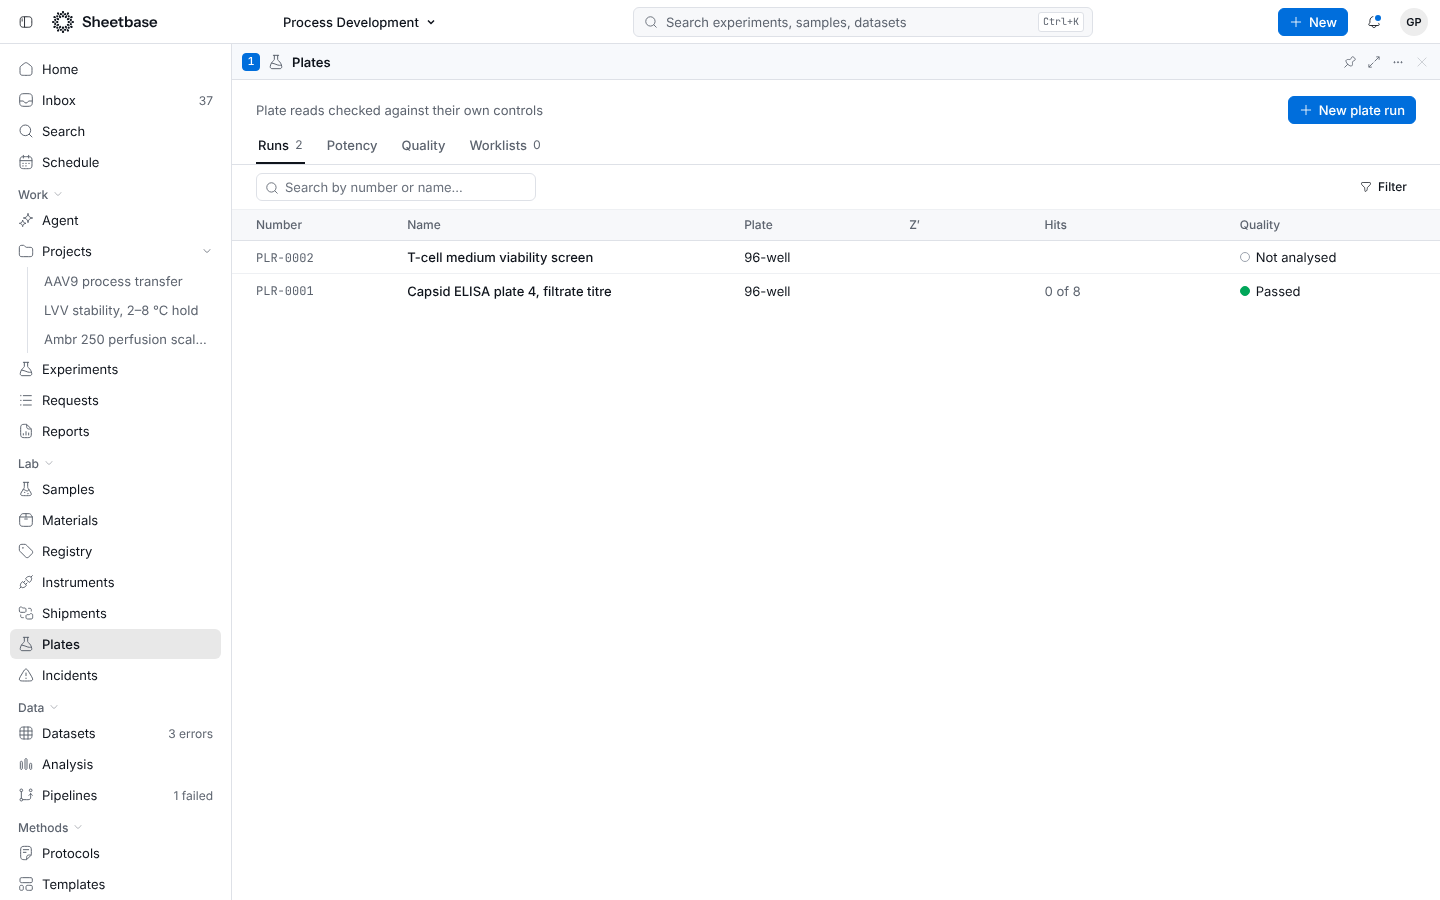 Sheetbase
Process Development
Search experiments, samples, datasets
Ctrl+K
New
GP
Home
Inbox 37
Search
Schedule
Work
Agent
Projects
AAV9 process transfer
LVV stability, 2–8 °C hold
Ambr 250 perfusion scal...
Experiments
Requests
Reports
Lab
Samples
Materials
Registry
Instruments
Shipments
Plates
Incidents
Data
Datasets 3 errors
Analysis
Pipelines 1 failed
Methods
Protocols
Templates
1 Plates
Plate reads checked against their own controls
New plate run
Runs 2 Potency Quality Worklists 0
Search by number or name...
Filter
Number Name Plate Z′ Hits Quality
PLR-0002 T-cell medium viability screen 96-well Not analysed
PLR-0001 Capsid ELISA plate 4, filtrate titre 96-well 0 of 8 Passed